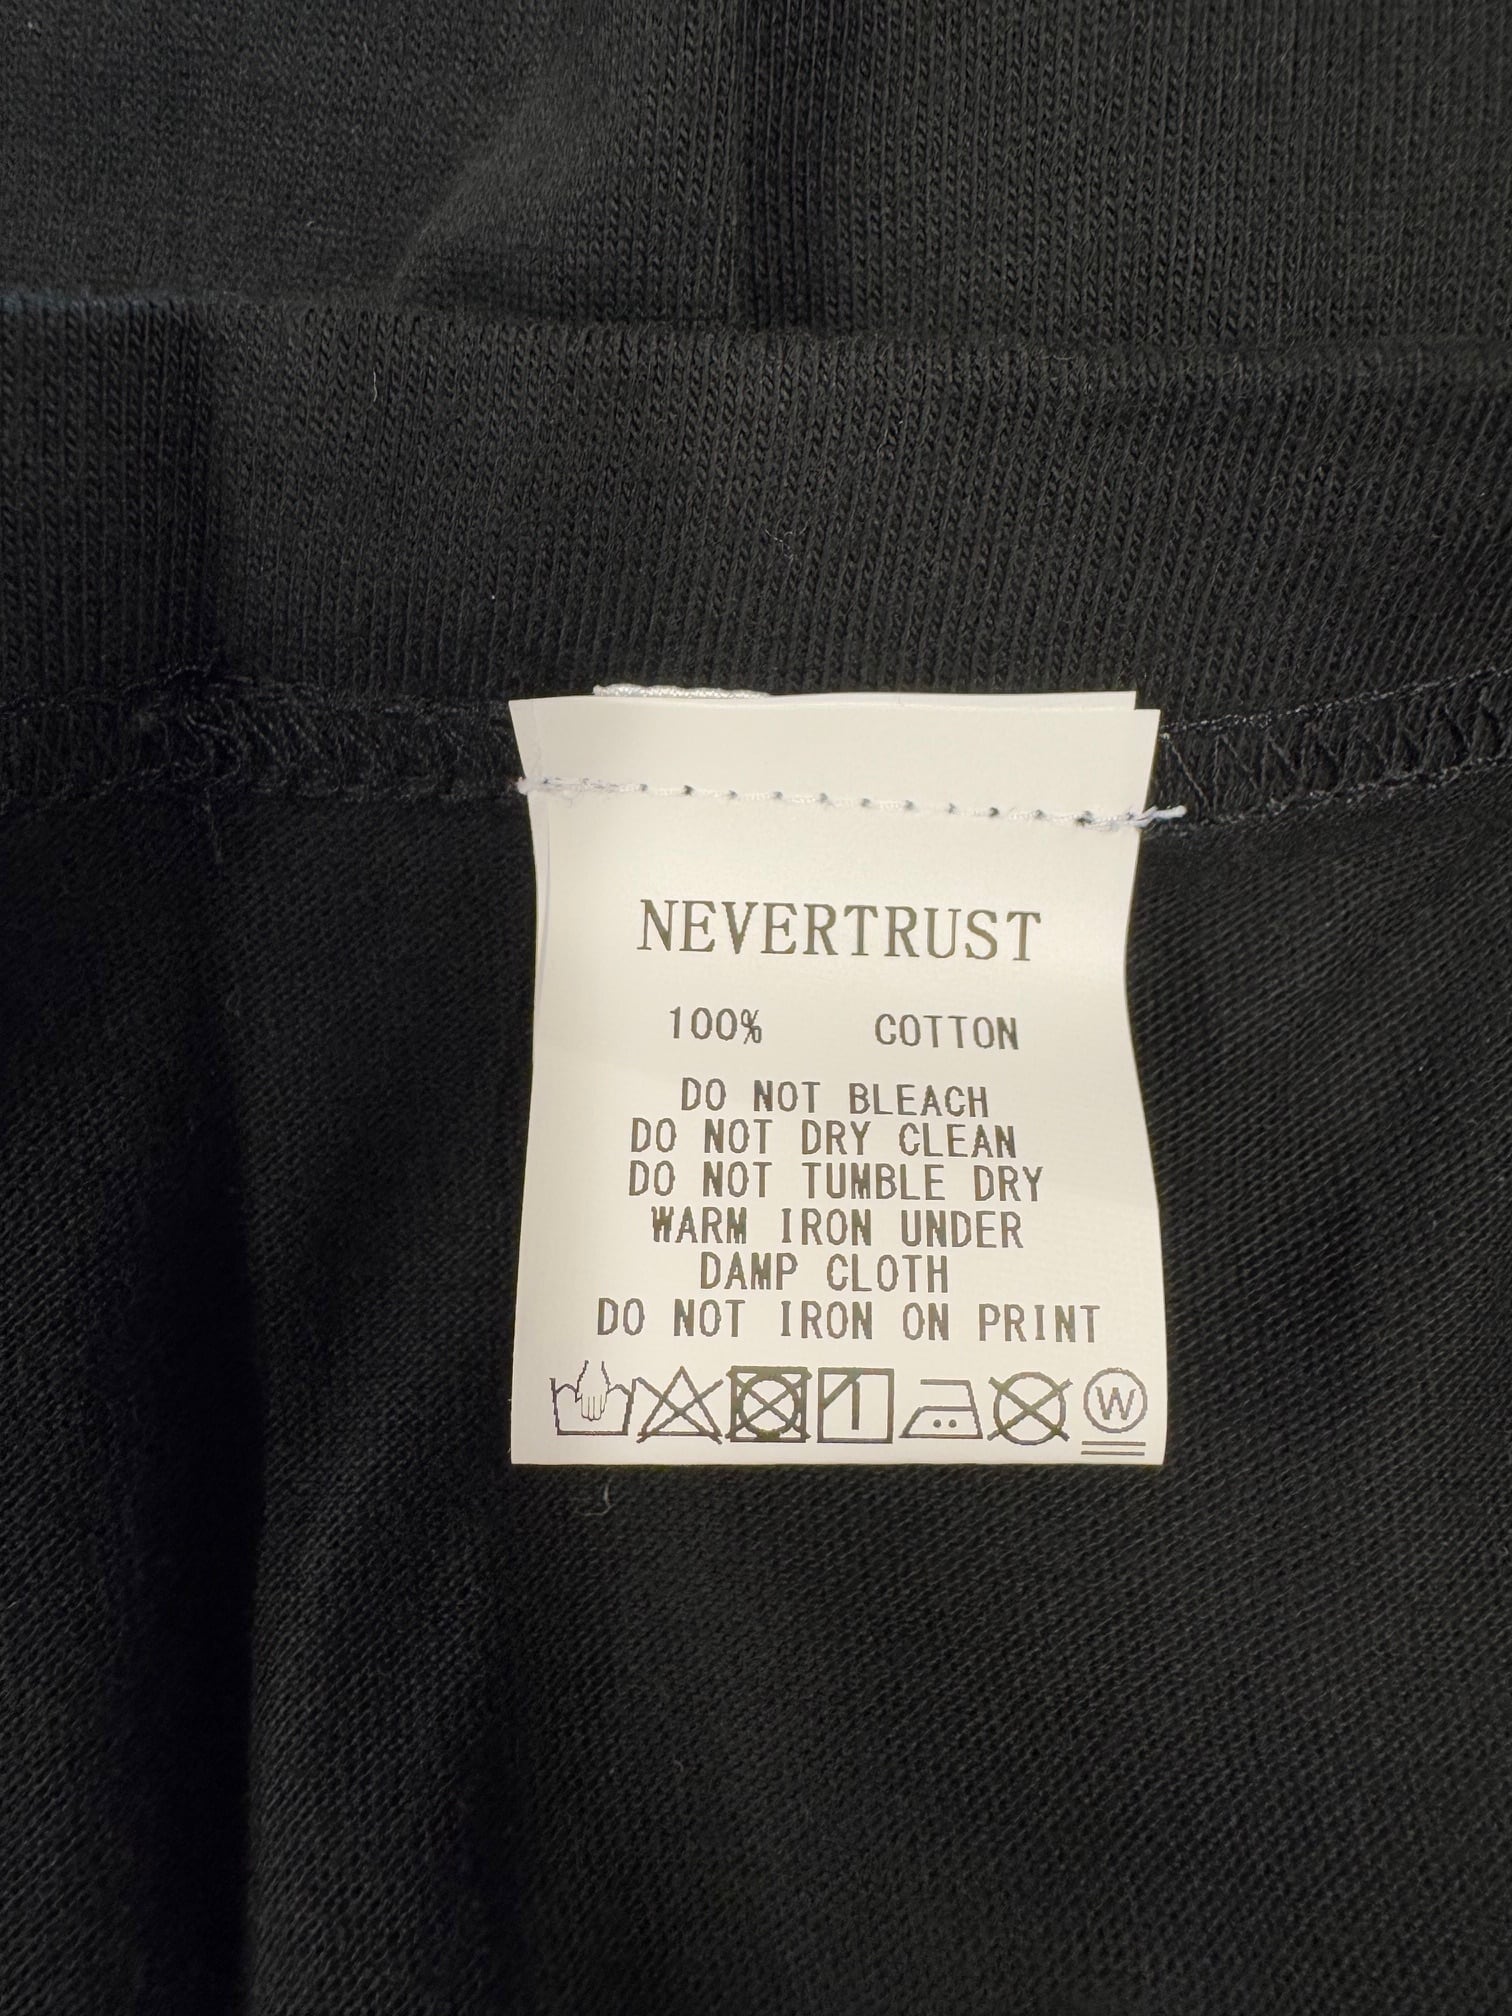 NEVERTRUST
100% COTTON
DO NOT BLEACH
DO NOT DRY CLEAN
DO NOT TUMBLE DRY
WARM IRON UNDER
DAMP CLOTH
DO NOT IRON ON PRINT
W